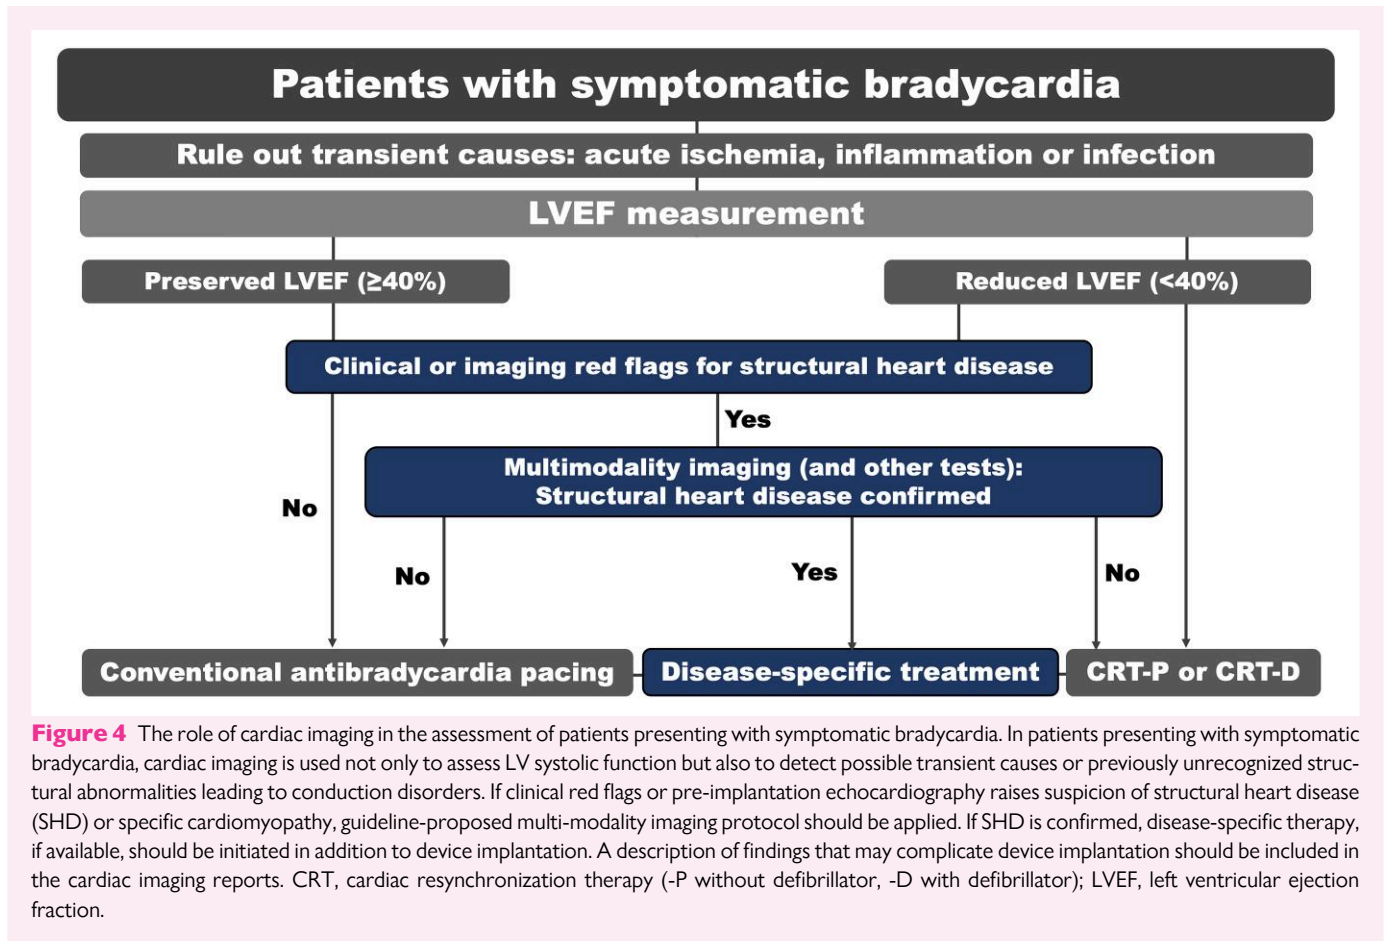 Patients with symptomatic bradycardia
Rule out transient causes: acute ischemia, inflammation or infection
LVEF measurement
Preserved LVEF (≥40%)
Reduced LVEF (<40%)
Clinical or imaging red flags for structural heart disease
Yes
Multimodality imaging (and other tests):
Structural heart disease confirmed
No
No
Yes
No
Conventional antibradycardia pacing
Disease-specific treatment
CRT-P or CRT-D
Figure 4 The role of cardiac imaging in the assessment of patients presenting with symptomatic bradycardia. In patients presenting with symptomatic
bradycardia, cardiac imaging is used not only to assess LV systolic function but also to detect possible transient causes or previously unrecognized struc-
tural abnormalities leading to conduction disorders. If clinical red flags or pre-implantation echocardiography raises suspicion of structural heart disease
(SHD) or specific cardiomyopathy, guideline-proposed multi-modality imaging protocol should be applied. If SHD is confirmed, disease-specific therapy,
if available, should be initiated in addition to device implantation. A description of findings that may complicate device implantation should be included in
the cardiac imaging reports. CRT, cardiac resynchronization therapy (-P without defibrillator, -D with defibrillator); LVEF, left ventricular ejection
fraction.